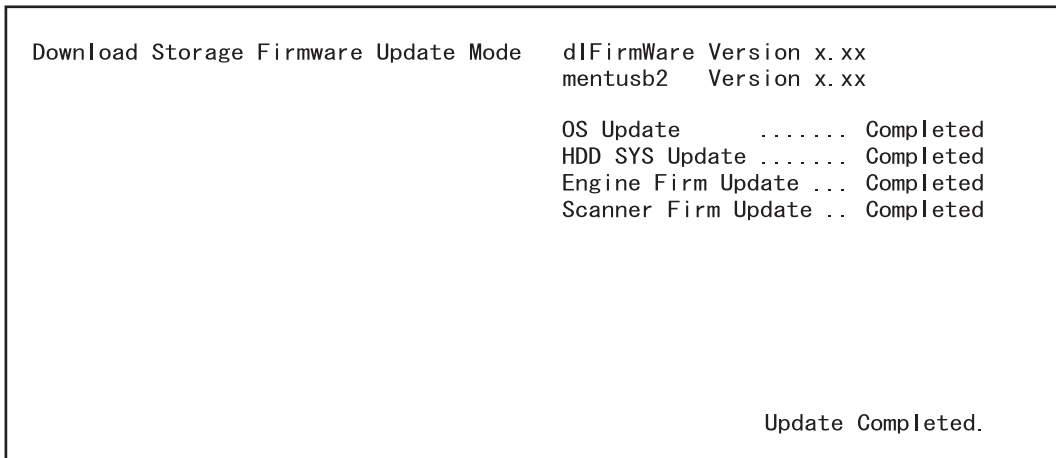 Download Storage Firmware Update Mode dlFirmWare Version x.xx
mentusb2 Version x.xx
OS Update ....... Completed
HDD SYS Update ....... Completed
Engine Firm Update ... Completed
Scanner Firm Update .. Completed
Update Completed.